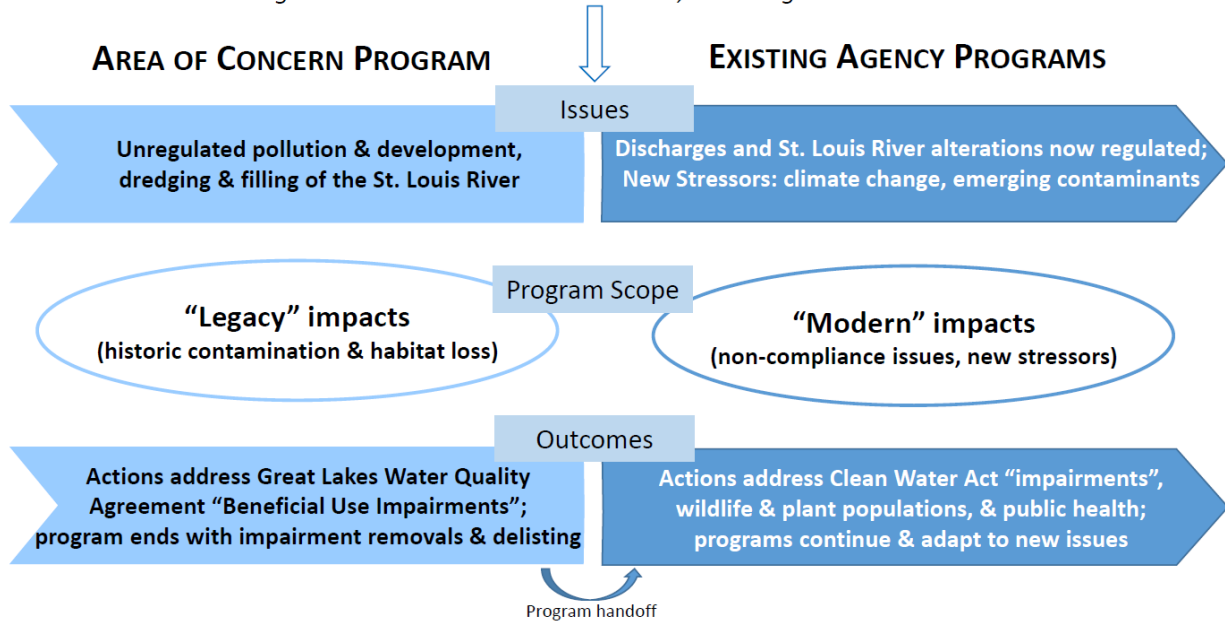 AREA OF CONCERN PROGRAM
EXISTING AGENCY PROGRAMS
Issues
Unregulated pollution & development,
dredging & filling of the St. Louis River
Discharges and St. Louis River alterations now regulated;
New Stressors: climate change, emerging contaminants
Program Scope
“Legacy” impacts
(historic contamination & habitat loss)
“Modern” impacts
(non-compliance issues, new stressors)
Outcomes
Actions address Great Lakes Water Quality
Agreement “Beneficial Use Impairments”;
program ends with impairment removals & delisting
Actions address Clean Water Act “impairments”,
wildlife & plant populations, & public health;
programs continue & adapt to new issues
Program handoff